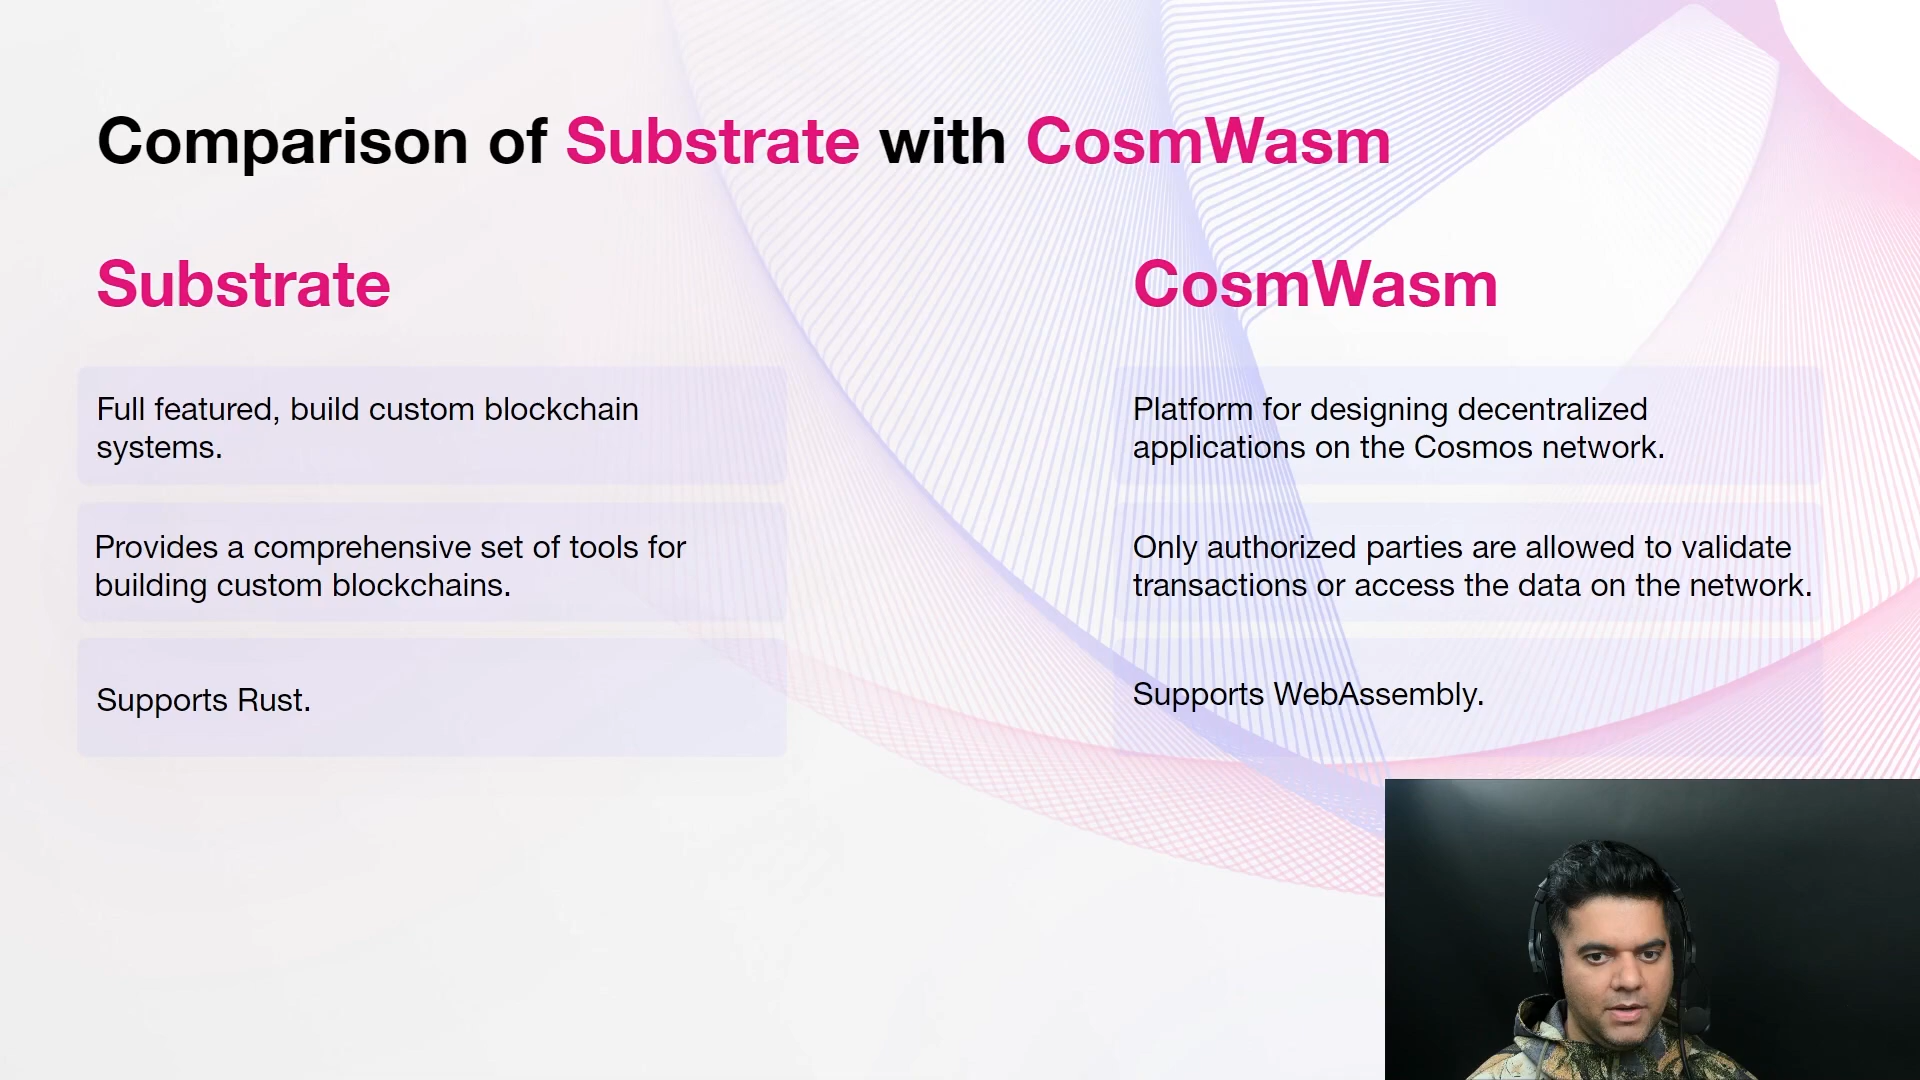 Comparison of Substrate with CosmWasm
Substrate
Full featured, build custom blockchain
systems.
Provides a comprehensive set of tools for
building custom blockchains.
Supports Rust.
CosmWasm
Platform for designing decentralized
applications on the Cosmos network.
Only authorized parties are allowed to validate
transactions or access the data on the network.
Supports WebAssembly.